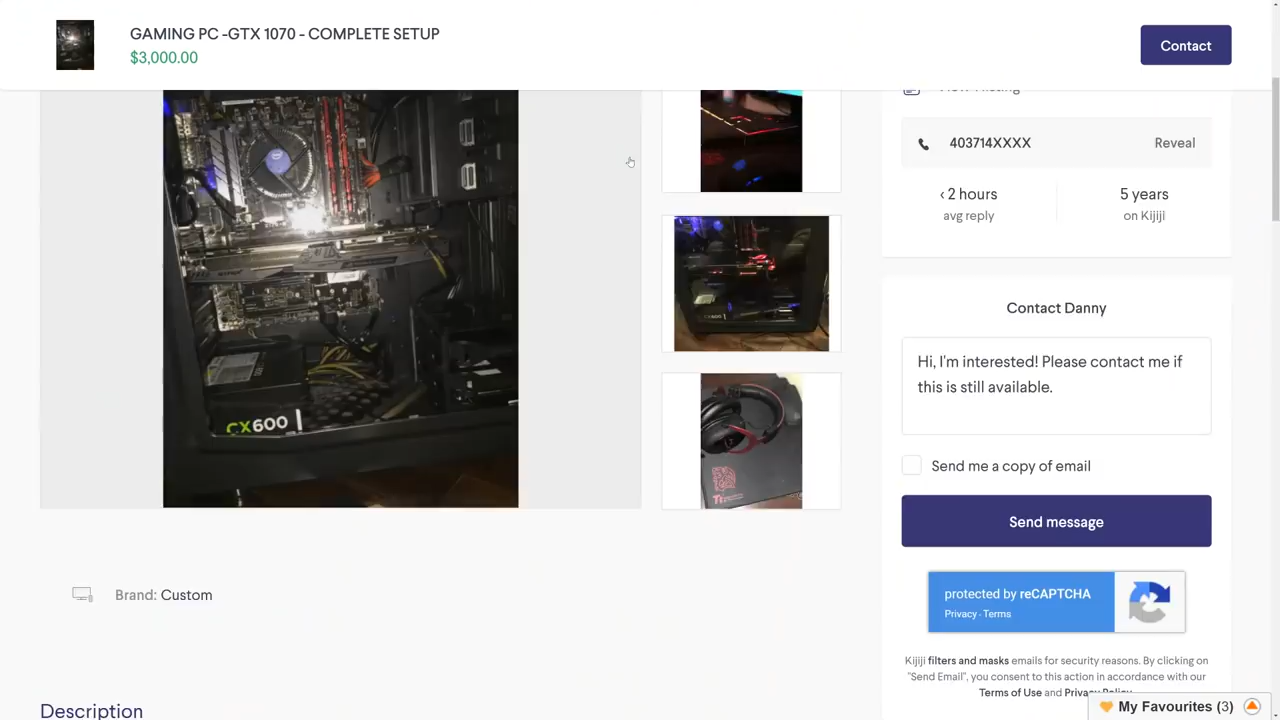 GAMING PC -GTX 1070 - COMPLETE SETUP
$3,000.00
Contact
403714XXXX
Reveal
< 2 hours
avg reply
5 years
on Kijiji
Contact Danny
Hi, I'm interested! Please contact me if
this is still available.
Send me a copy of email
Send message
protected by reCAPTCHA
Privacy - Terms
Kijiji filters and masks emails for security reasons. By clicking on
"Send Email", you consent to this action in accordance with our
Terms of Use and Privacy Policy.
My Favourites (3)
intel
CX600
Tt
Brand: Custom
Description